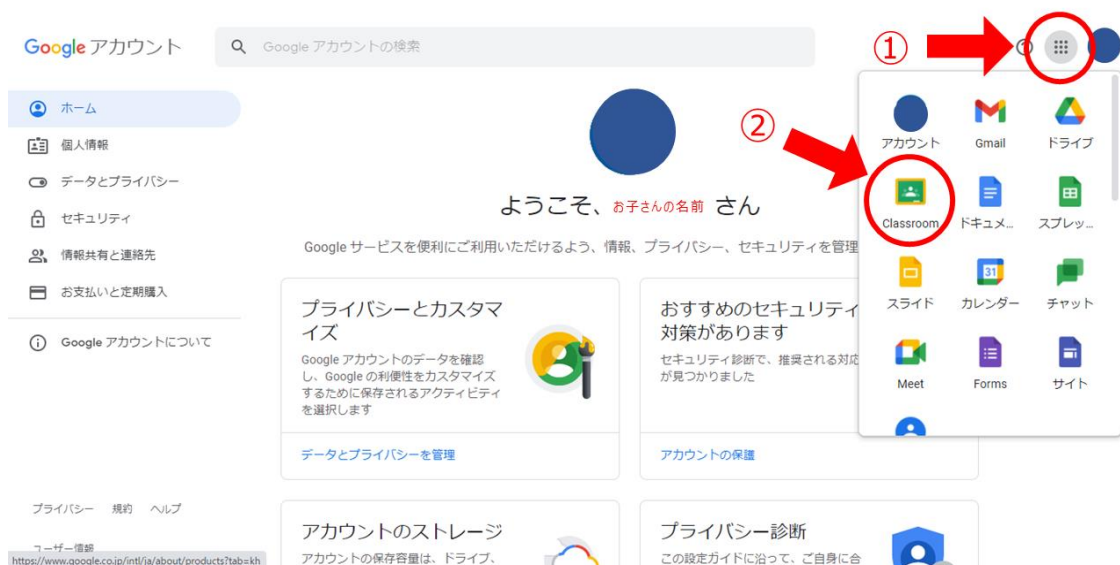 Google アカウント
Google アカウントの検索
①
②
ホーム
個人情報
データとプライバシー
セキュリティ
情報共有と連絡先
お支払いと定期購入
Google アカウントについて
ようこそ、 お子さんの名前 さん
Google サービスを便利にご利用いただけるよう、情報、プライバシー、セキュリティを管理
プライバシーとカスタマ
イズ
Google アカウントのデータを確認
し、Google の利便性をカスタマイズ
するために保存されるアクティビティ
を選択します
データとプライバシーを管理
おすすめのセキュリティ
対策があります
セキュリティ診断で、推奨される対応
が見つかりました
アカウントの保護
アカウントのストレージ
アカウントの保存容量は、ドライブ、
プライバシー診断
この設定ガイドに沿って、ご自身に合
アカウント
Gmail
ドライブ
Classroom
ドキュメ...
スプレッ...
スライド
31
カレンダー
チャット
Meet
Forms
サイト
プライバシー 規約 ヘルプ
ユーザー情報
https://www.google.co.jp/intl/ja/about/products?tab=kh